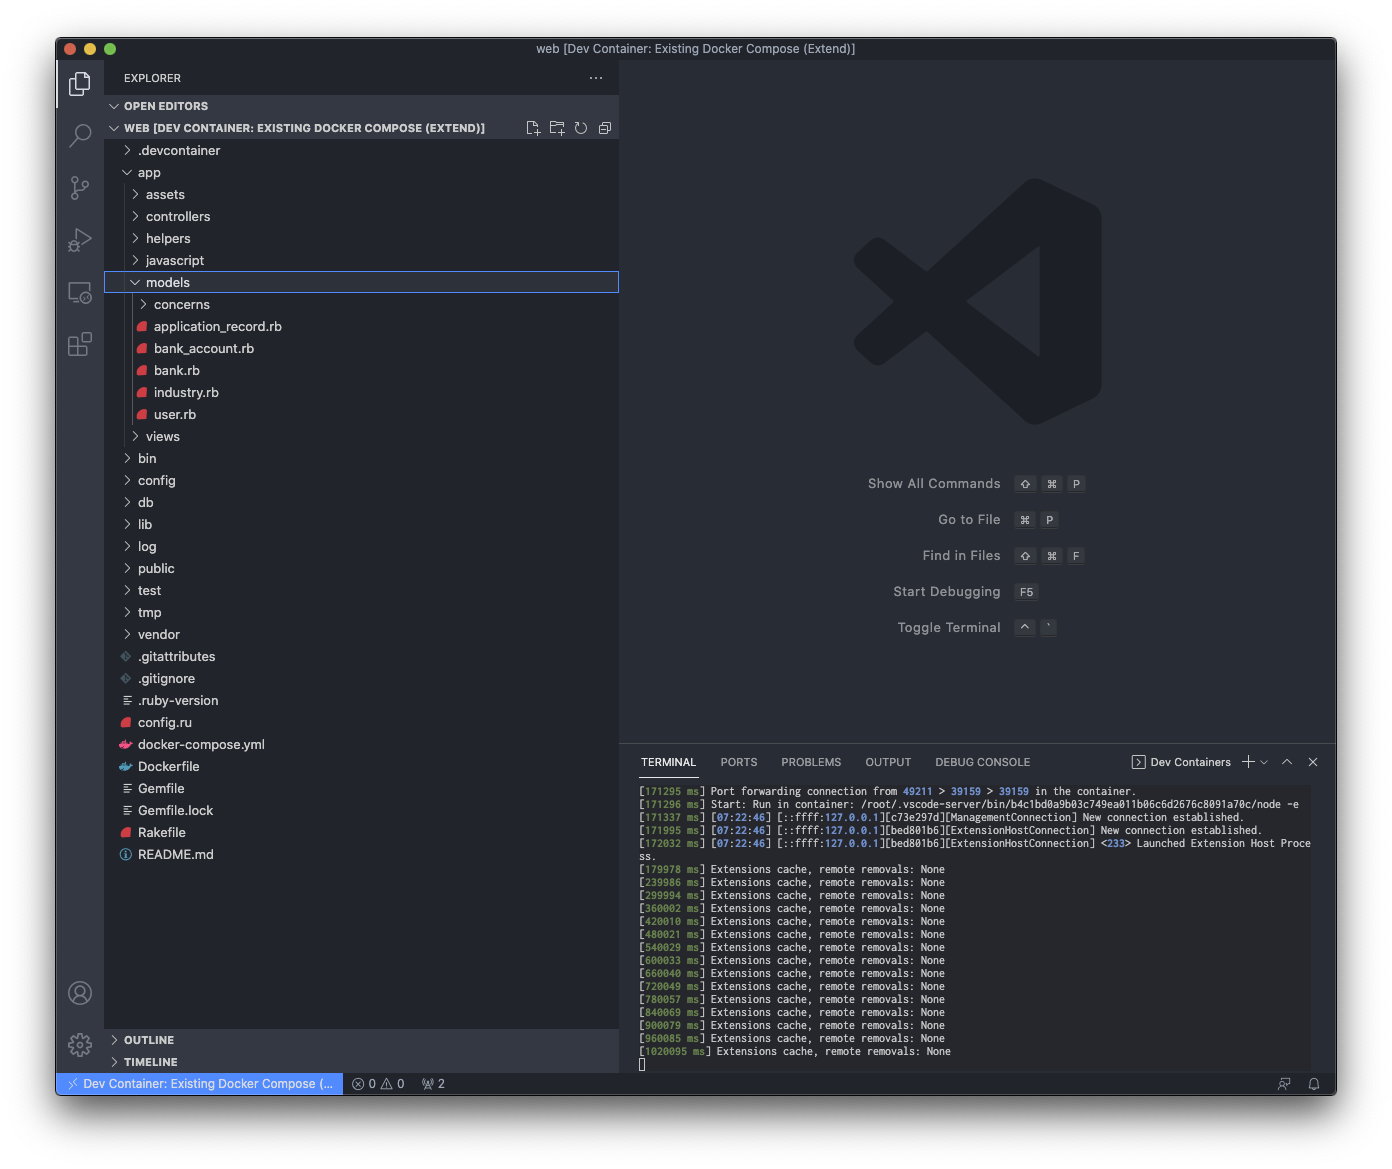 web [Dev Container: Existing Docker Compose (Extend)]
EXPLORER
OPEN EDITORS
WEB [DEV CONTAINER: EXISTING DOCKER COMPOSE (EXTEND)]
.devcontainer
app
assets
controllers
helpers
javascript
models
concerns
application_record.rb
bank_account.rb
bank.rb
industry.rb
user.rb
views
bin
config
db
lib
log
public
test
tmp
vendor
.gitattributes
.gitignore
.ruby-version
config.ru
docker-compose.yml
Dockerfile
Gemfile
Gemfile.lock
Rakefile
README.md
OUTLINE
TIMELINE
Show All Commands ⇧ ⌘ P
Go to File ⌘ P
Find in Files ⇧ ⌘ F
Start Debugging F5
Toggle Terminal ^ `
TERMINAL PORTS PROBLEMS OUTPUT DEBUG CONSOLE Dev Containers
[171295 ms] Port forwarding connection from 49211 > 39159 > 39159 in the container.
[171296 ms] Start: Run in container: /root/.vscode-server/bin/b4c1bd0a9b03c749ea011b06c6d2676c8091a70c/node -e
[171337 ms] [07:22:46] [::ffff:127.0.0.1][c73e297d][ManagementConnection] New connection established.
[171995 ms] [07:22:46] [::ffff:127.0.0.1][bed801b6][ExtensionHostConnection] New connection established.
[172032 ms] [07:22:46] [::ffff:127.0.0.1][bed801b6][ExtensionHostConnection] <233> Launched Extension Host Proce
ss.
[179978 ms] Extensions cache, remote removals: None
[239986 ms] Extensions cache, remote removals: None
[299994 ms] Extensions cache, remote removals: None
[360002 ms] Extensions cache, remote removals: None
[420010 ms] Extensions cache, remote removals: None
[480021 ms] Extensions cache, remote removals: None
[540029 ms] Extensions cache, remote removals: None
[600033 ms] Extensions cache, remote removals: None
[660040 ms] Extensions cache, remote removals: None
[720049 ms] Extensions cache, remote removals: None
[780057 ms] Extensions cache, remote removals: None
[840069 ms] Extensions cache, remote removals: None
[900079 ms] Extensions cache, remote removals: None
[960085 ms] Extensions cache, remote removals: None
[1020095 ms] Extensions cache, remote removals: None
Dev Container: Existing Docker Compose (... 0 0 2